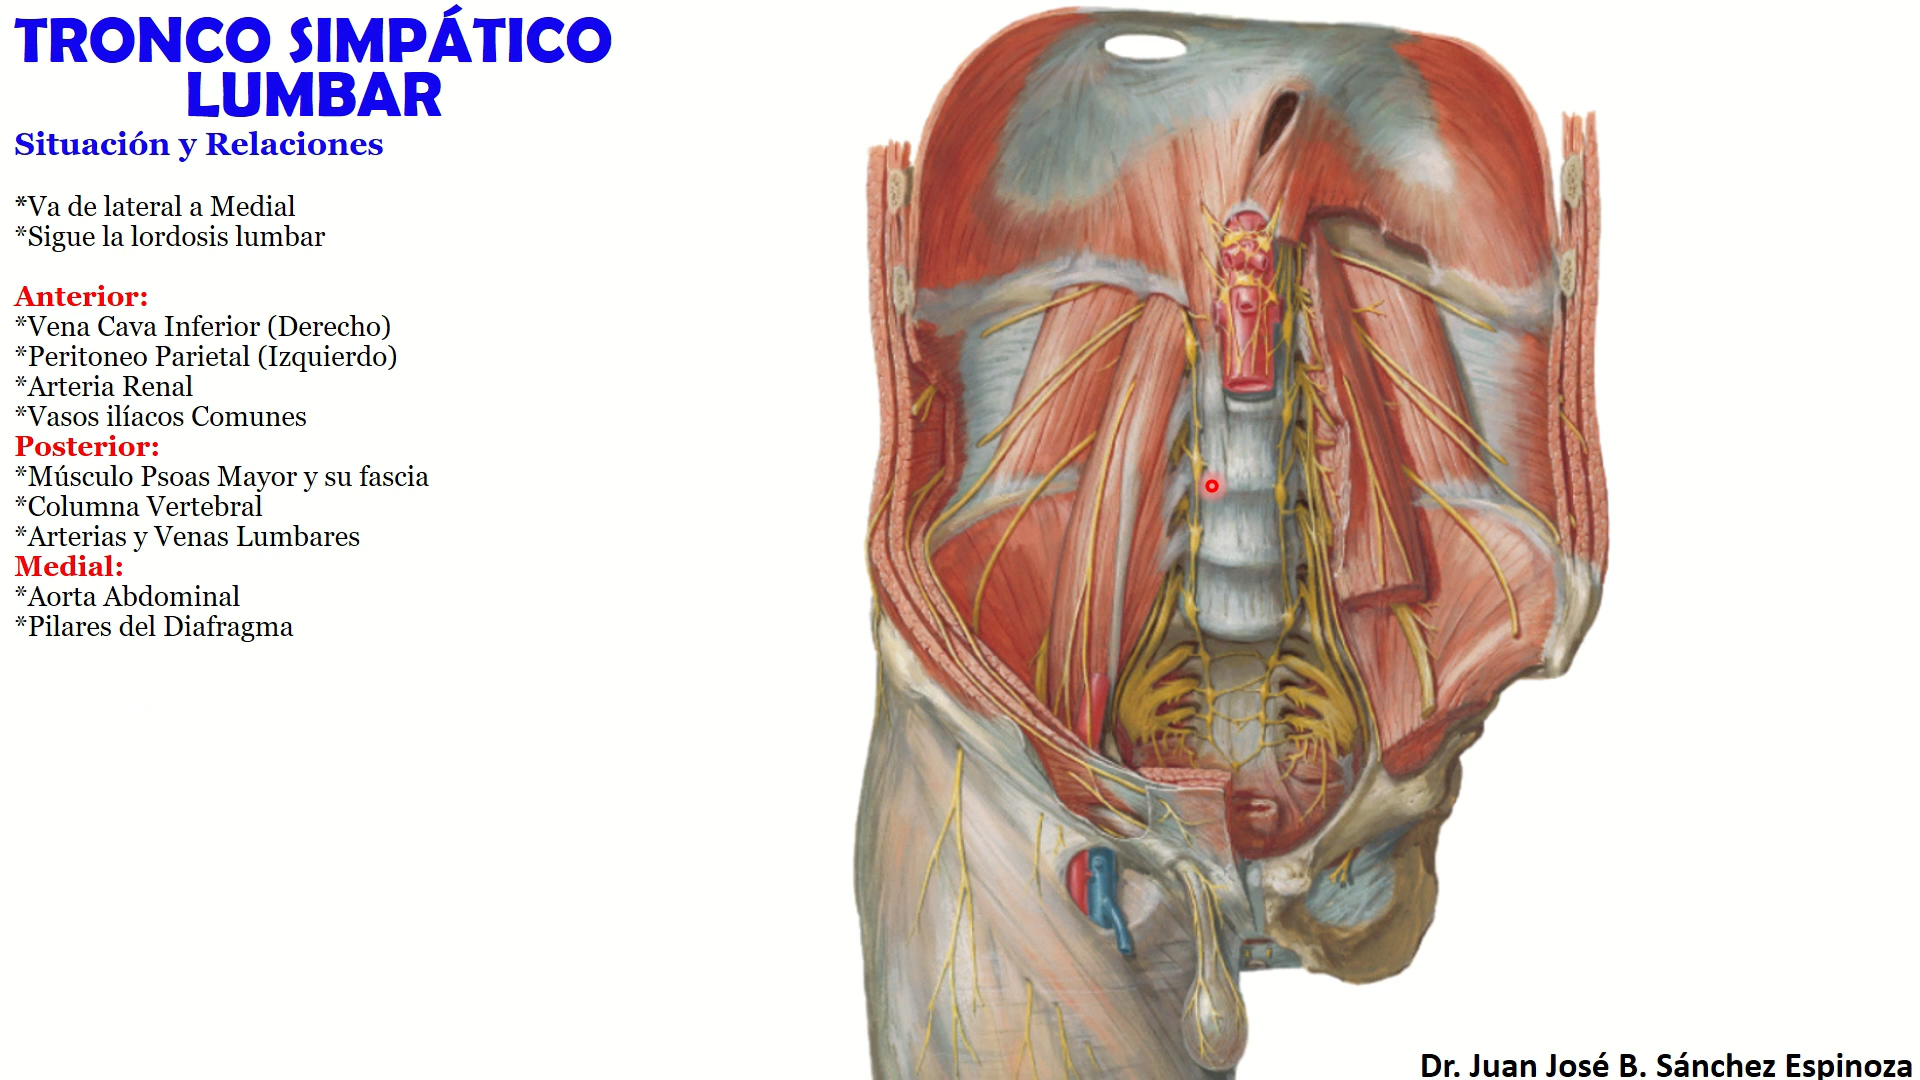 TRONCO SIMPÁTICO
LUMBAR
Situación y Relaciones
*Va de lateral a Medial
*Sigue la lordosis lumbar
Anterior:
*Vena Cava Inferior (Derecho)
*Peritoneo Parietal (Izquierdo)
*Arteria Renal
*Vasos ilíacos Comunes
Posterior:
*Músculo Psoas Mayor y su fascia
*Columna Vertebral
*Arterias y Venas Lumbares
Medial:
*Aorta Abdominal
*Pilares del Diafragma
Dr. Juan José B. Sánchez Espinoza